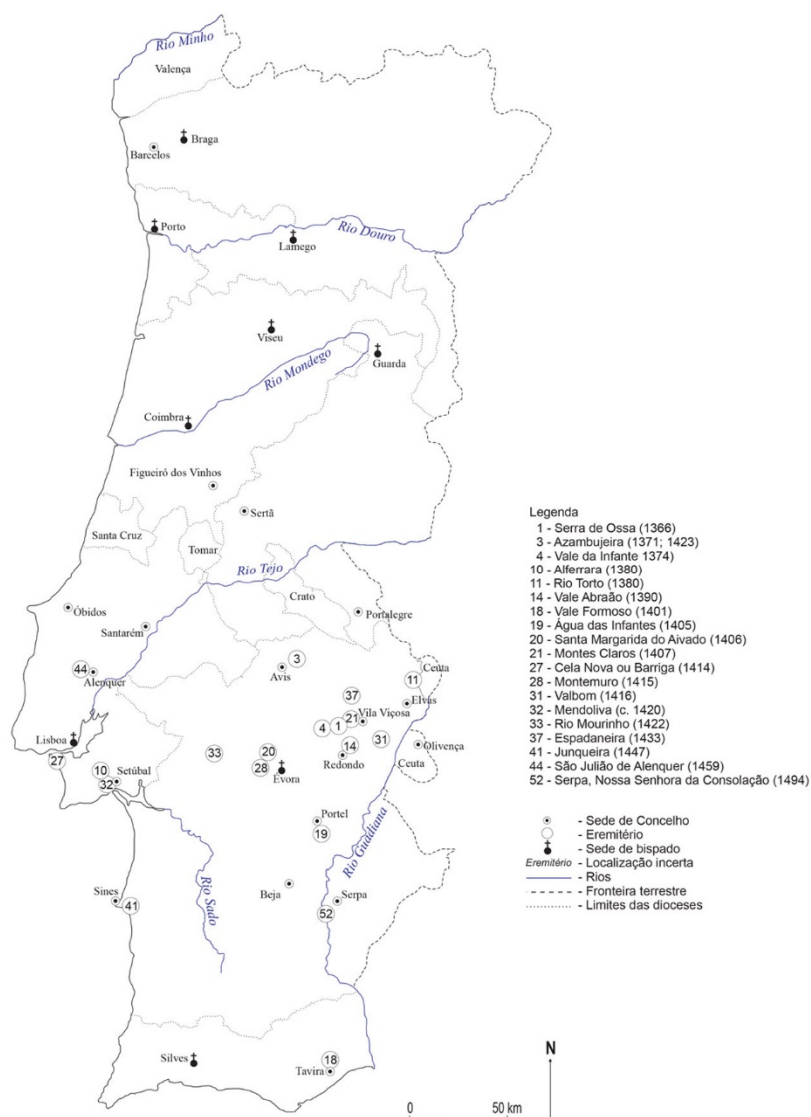 Rio Minho
Valença
Braga
Barcelos
Porto
Rio Douro
Lamego
Viseu
Guarda
Rio Mondego
Coimbra
Figueiró dos Vinhos
Sertã
Santa Cruz
Tomar
Rio Tejo
Crato
Portalegre
Óbidos
Santarém
3
Avis
Ceuta
11
44
Alenquer
37
Elvas
21
Vila Viçosa
4
1
31
Lisboa
33
20
14
Redondo
Olivença
27
28
Évora
Ceuta
10
Setúbal
32
Portel
19
Rio Guadiana
Rio Sado
Beja
Serpa
Sines
41
52
Silves
18
Tavira
Legenda
1 - Serra de Ossa (1366)
3 - Azambujeira (1371; 1423)
4 - Vale da Infante 1374)
10 - Alferrara (1380)
11 - Rio Torto (1380)
14 - Vale Abraão (1390)
18 - Vale Formoso (1401)
19 - Água das Infantes (1405)
20 - Santa Margarida do Aivado (1406)
21 - Montes Claros (1407)
27 - Cela Nova ou Barriga (1414)
28 - Montemuro (1415)
31 - Valbom (1416)
32 - Mendoliva (c. 1420)
33 - Rio Mourinho (1422)
37 - Espadaneira (1433)
41 - Junqueira (1447)
44 - São Julião de Alenquer (1459)
52 - Serpa, Nossa Senhora da Consolação (1494)
- Sede de Concelho
- Eremitério
- Sede de bispado
Eremitério - Localização incerta
- Rios
- Fronteira terrestre
- Limites das dioceses
N
0 50 km